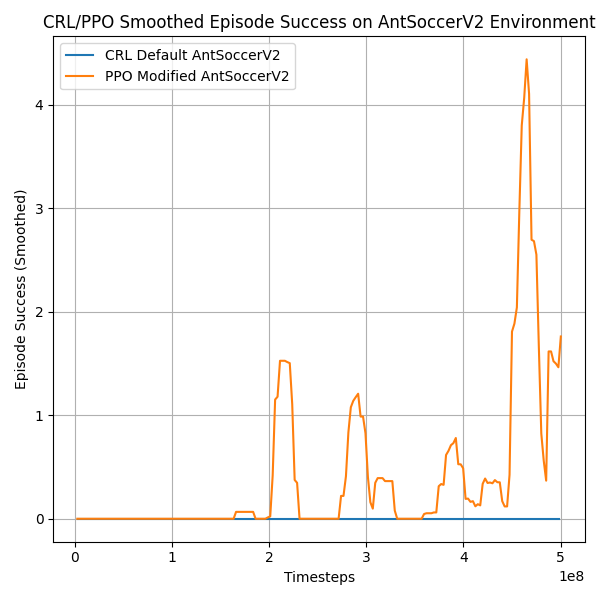 CRL/PPO Smoothed Episode Success on AntSoccerV2 Environment
CRL Default AntSoccerV2
PPO Modified AntSoccerV2
Episode Success (Smoothed)
4
3
2
1
0
0 1 2 3 4 5
1e8
Timesteps